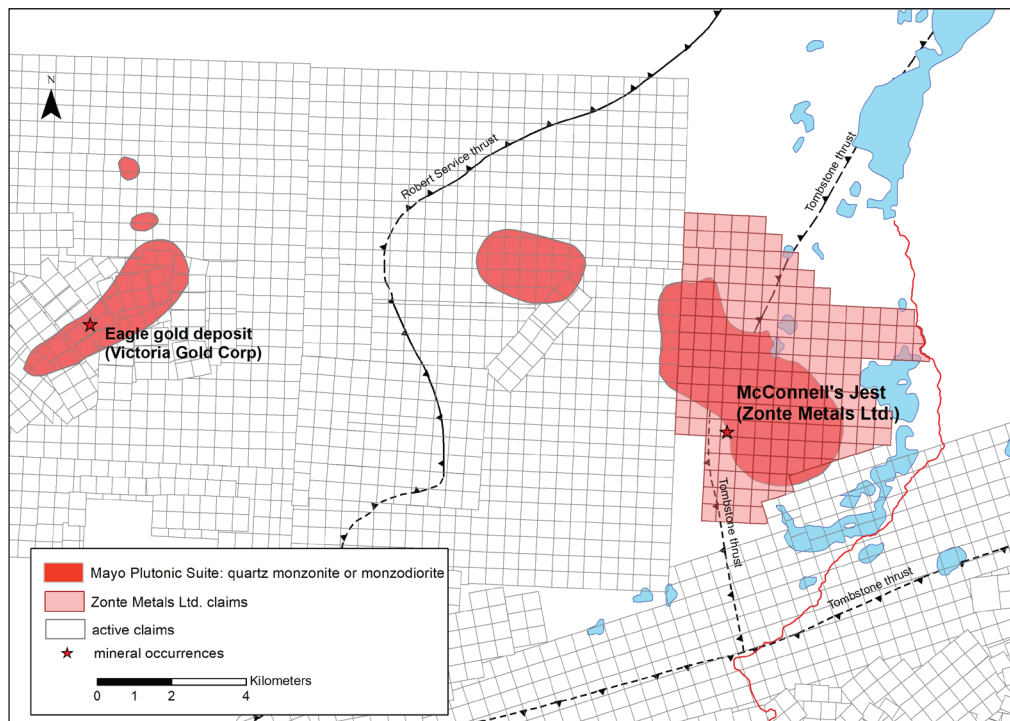 N
Robert Service thrust
Tombstone thrust
Eagle gold deposit
(Victoria Gold Corp)
McConnell's Jest
(Zonte Metals Ltd.)
Tombstone thrust
Tombstone thrust
Mayo Plutonic Suite: quartz monzonite or monzodiorite
Zonte Metals Ltd. claims
active claims
mineral occurrences
Kilometers
0 1 2 4